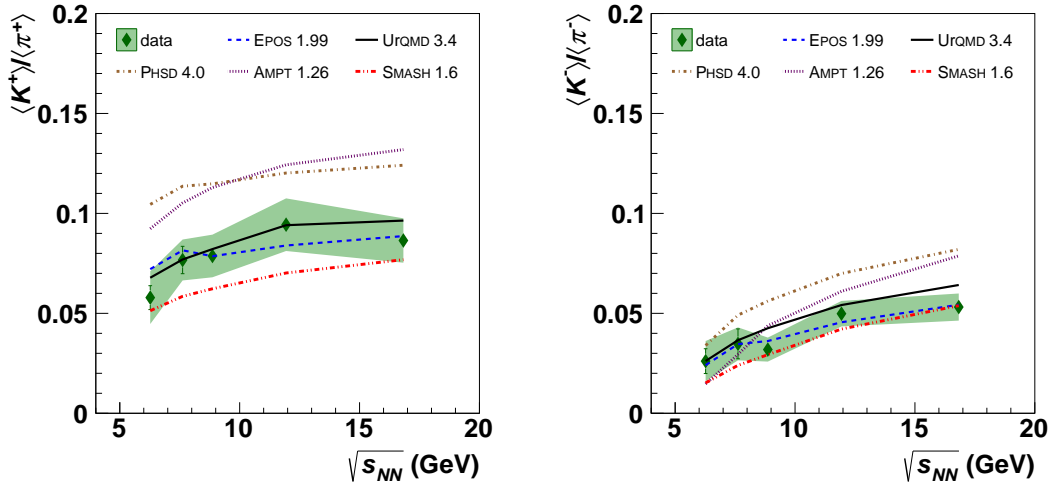 ⟨K⁺⟩/⟨π⁺⟩
0.2
0.15
0.1
0.05
0
data
EPOS 1.99
URQMD 3.4
PHSD 4.0
AMPT 1.26
SMASH 1.6
5 10 15 20
√s_NN (GeV)
⟨K⁻⟩/⟨π⁻⟩
0.2
0.15
0.1
0.05
0
data
EPOS 1.99
URQMD 3.4
PHSD 4.0
AMPT 1.26
SMASH 1.6
5 10 15 20
√s_NN (GeV)